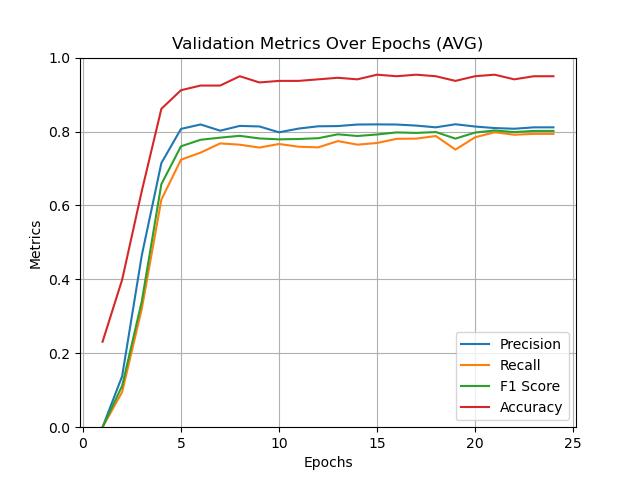 Validation Metrics Over Epochs (AVG)
1.0
0.8
0.6
0.4
0.2
0.0
Metrics
0 5 10 15 20 25
Epochs
Precision
Recall
F1 Score
Accuracy